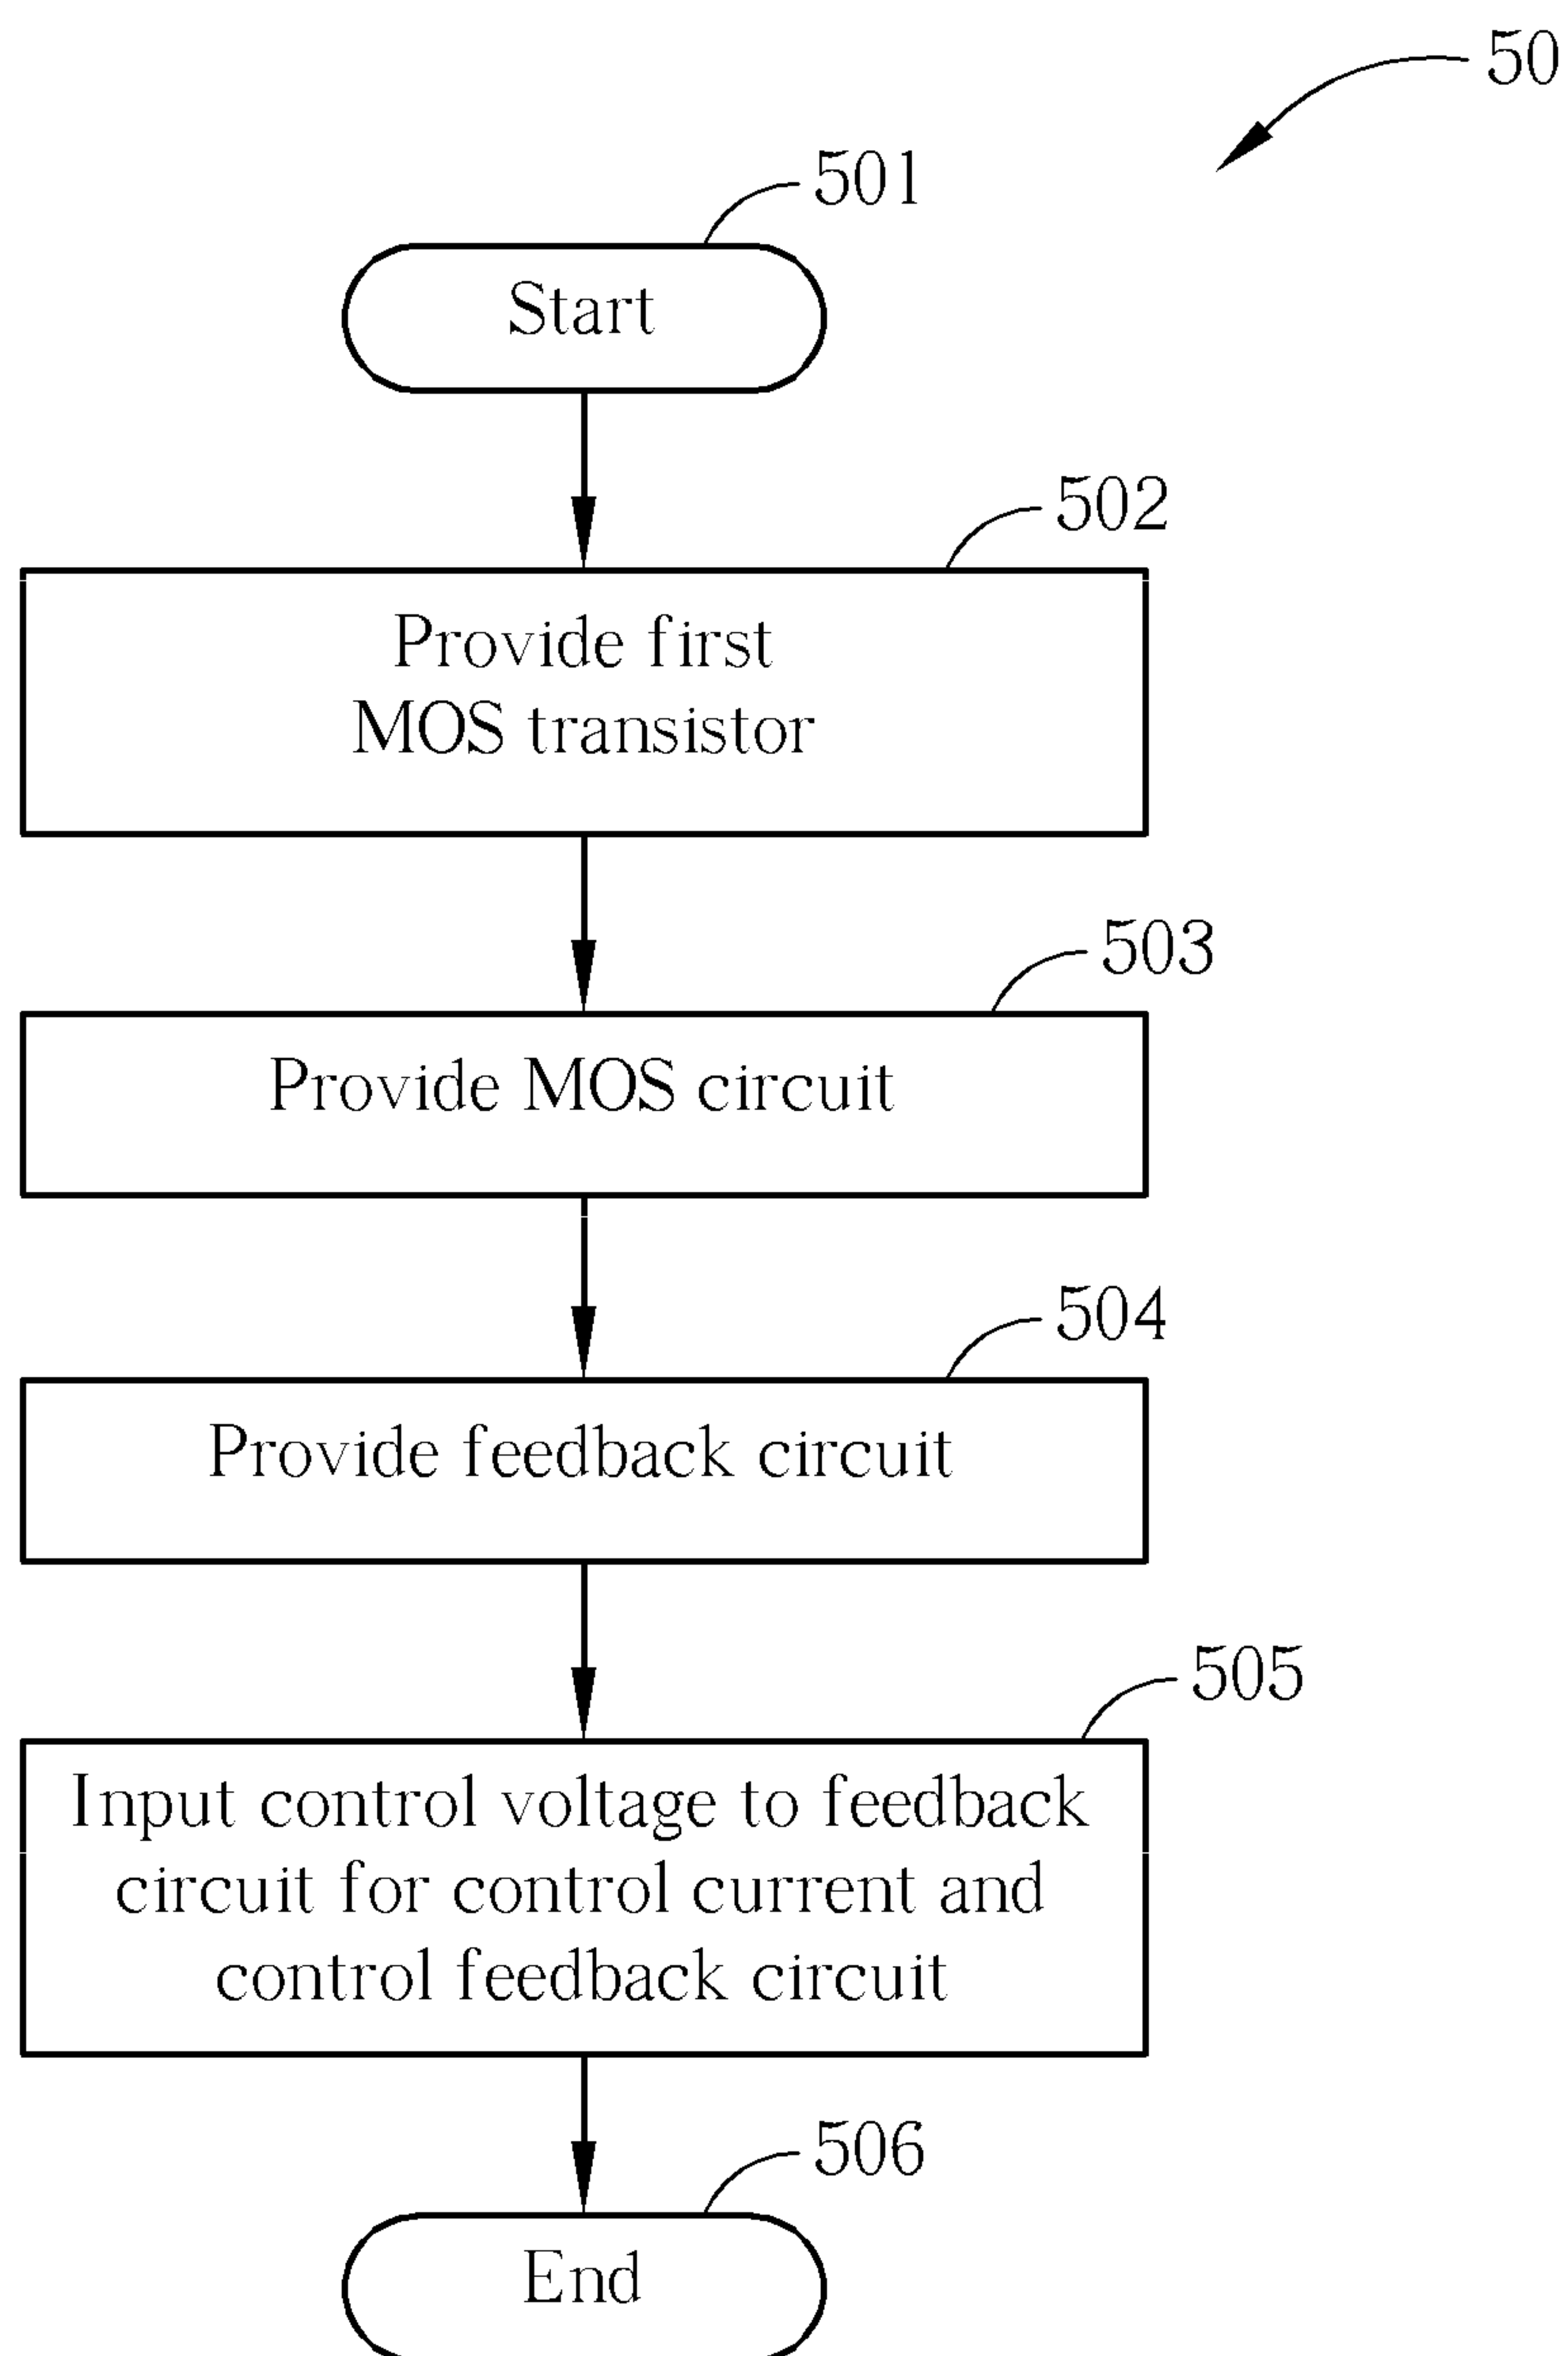 50
501
Start
502
Provide first
MOS transistor
503
Provide MOS circuit
504
Provide feedback circuit
505
Input control voltage to feedback
circuit for control current and
control feedback circuit
506
End